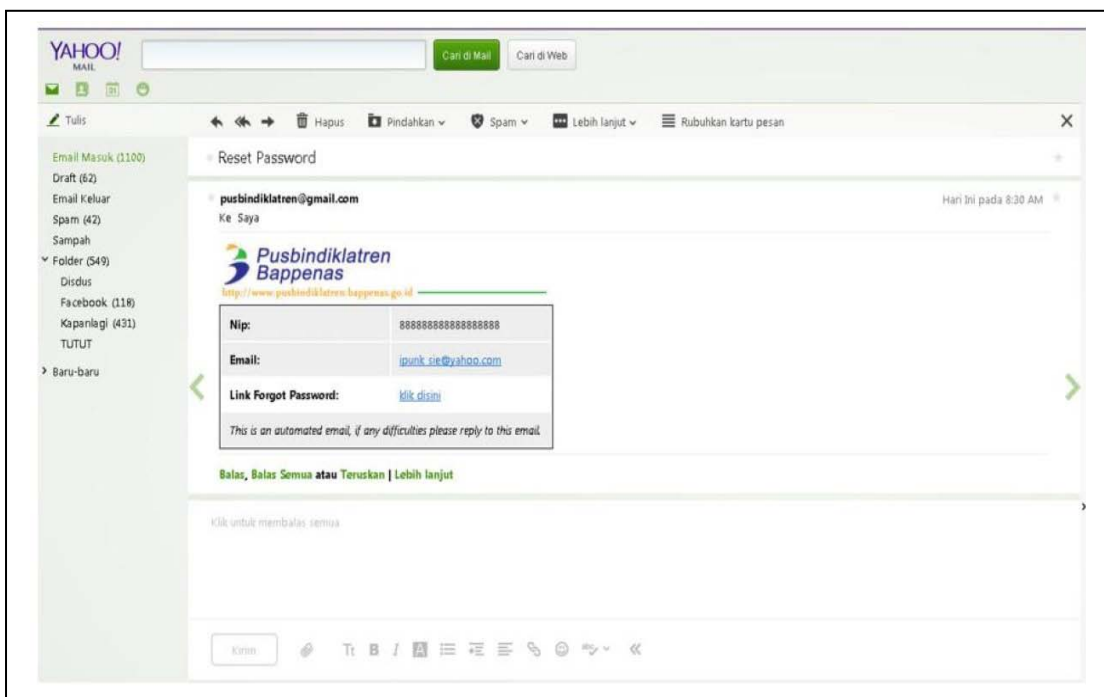 YAHOO!
MAIL
Cari di Mail Cari di Web
31
Tulis
Hapus Pindahkan Spam Lebih lanjut Rubuhkan kartu pesan
Email Masuk (1100)
Draft (62)
Email Keluar
Spam (42)
Sampah
Folder (549)
Disdus
Facebook (118)
Kapanlagi (431)
TUTUT
Baru-baru
Reset Password
pusbindiklatren@gmail.com Hari Ini pada 8:30 AM
Ke Saya
Pusbindiklatren
Bappenas
http://www.pusbindiklatren.bappenas.go.id
Nip: 888888888888888888
Email: ipunk_sie@yahoo.com
Link Forgot Password: klik disini
This is an automated email, if any difficulties please reply to this email.
Balas, Balas Semua atau Teruskan | Lebih lanjut
Klik untuk membalas semua
Kirim Tt B I A